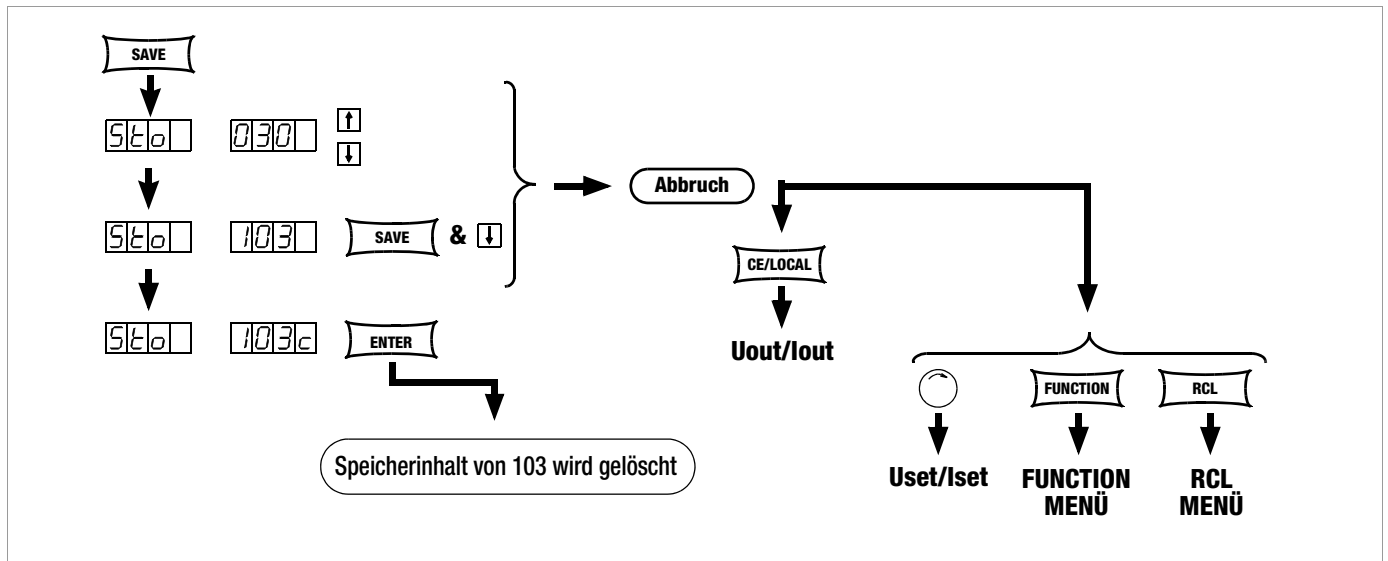 SAVE
Sto 030 ↑
↓
Abbruch
Sto 103 SAVE & ↓
CE/LOCAL
Sto 103c ENTER
Uout/Iout
FUNCTION RCL
Speicherinhalt von 103 wird gelöscht
Uset/Iset FUNCTION MENÜ RCL MENÜ